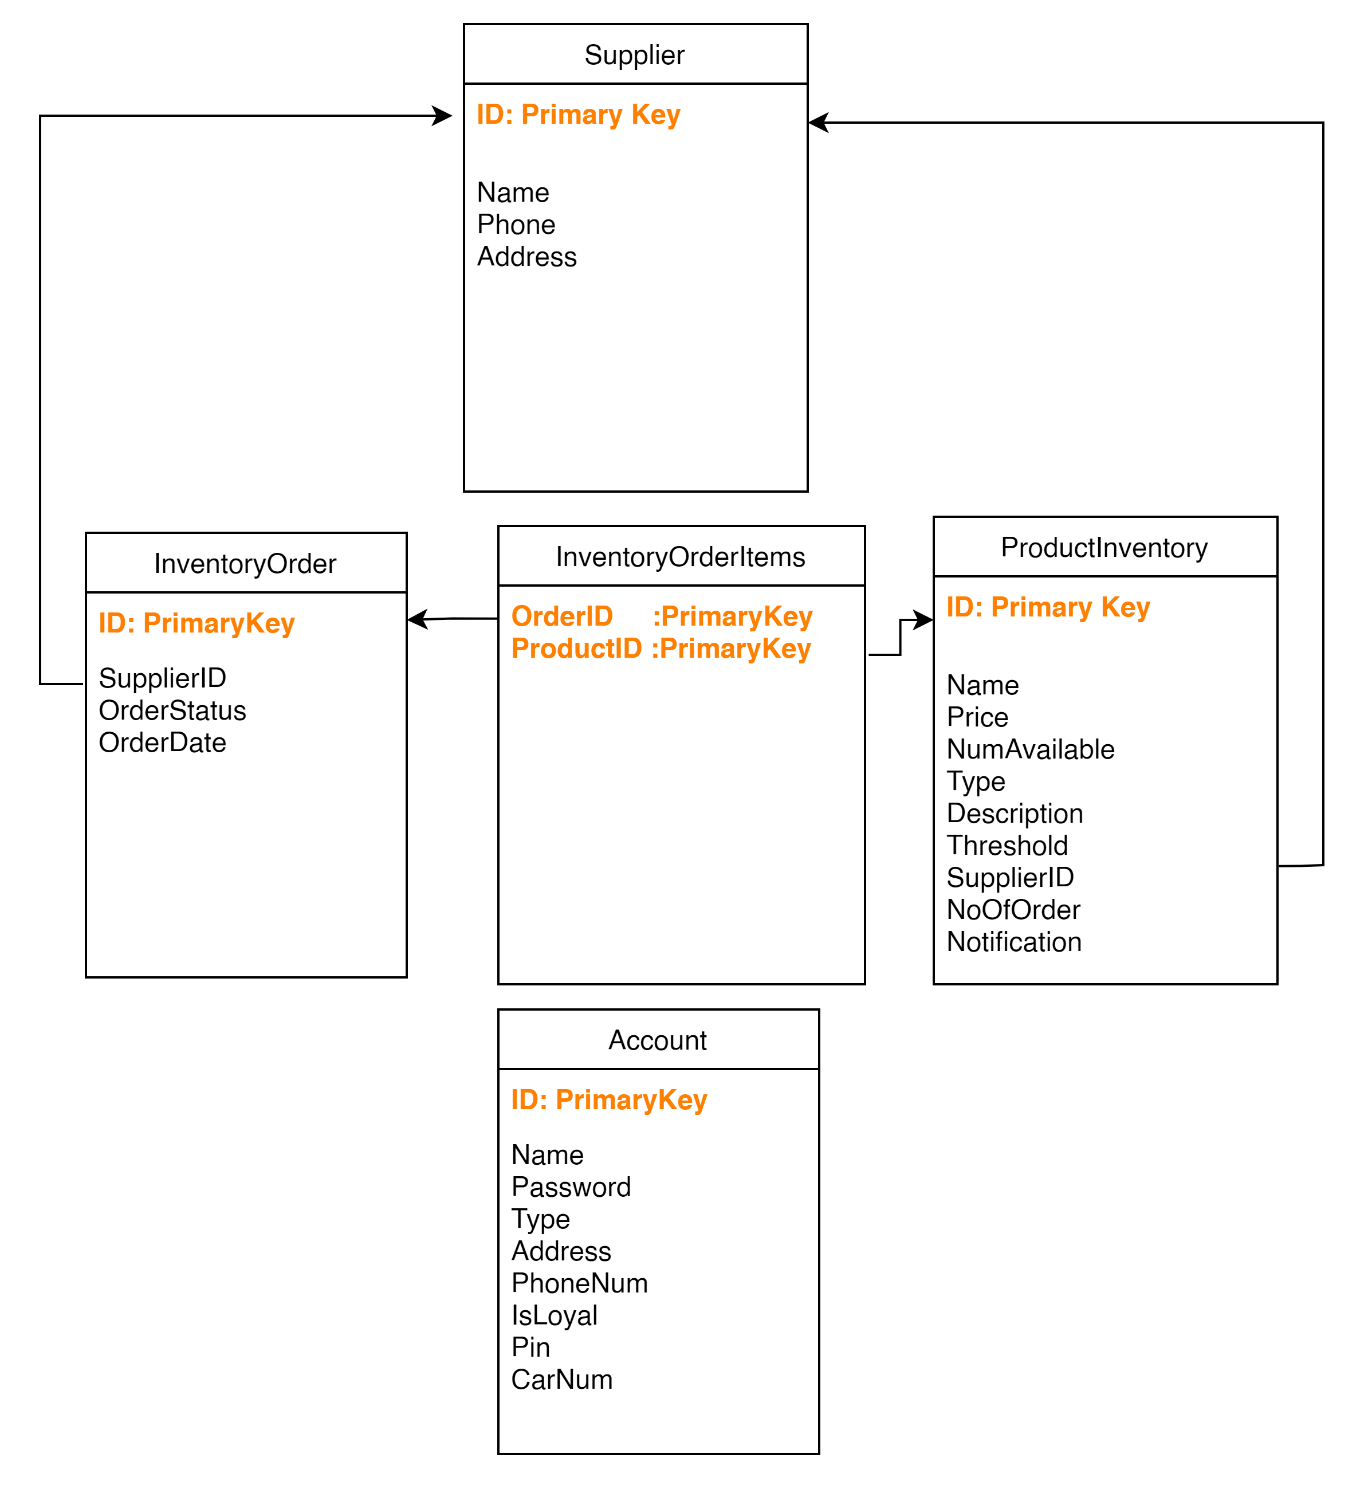 Supplier
ID: Primary Key
Name
Phone
Address
InventoryOrder
ID: PrimaryKey
SupplierID
OrderStatus
OrderDate
InventoryOrderItems
OrderID :PrimaryKey
ProductID :PrimaryKey
ProductInventory
ID: Primary Key
Name
Price
NumAvailable
Type
Description
Threshold
SupplierID
NoOfOrder
Notification
Account
ID: PrimaryKey
Name
Password
Type
Address
PhoneNum
IsLoyal
Pin
CarNum